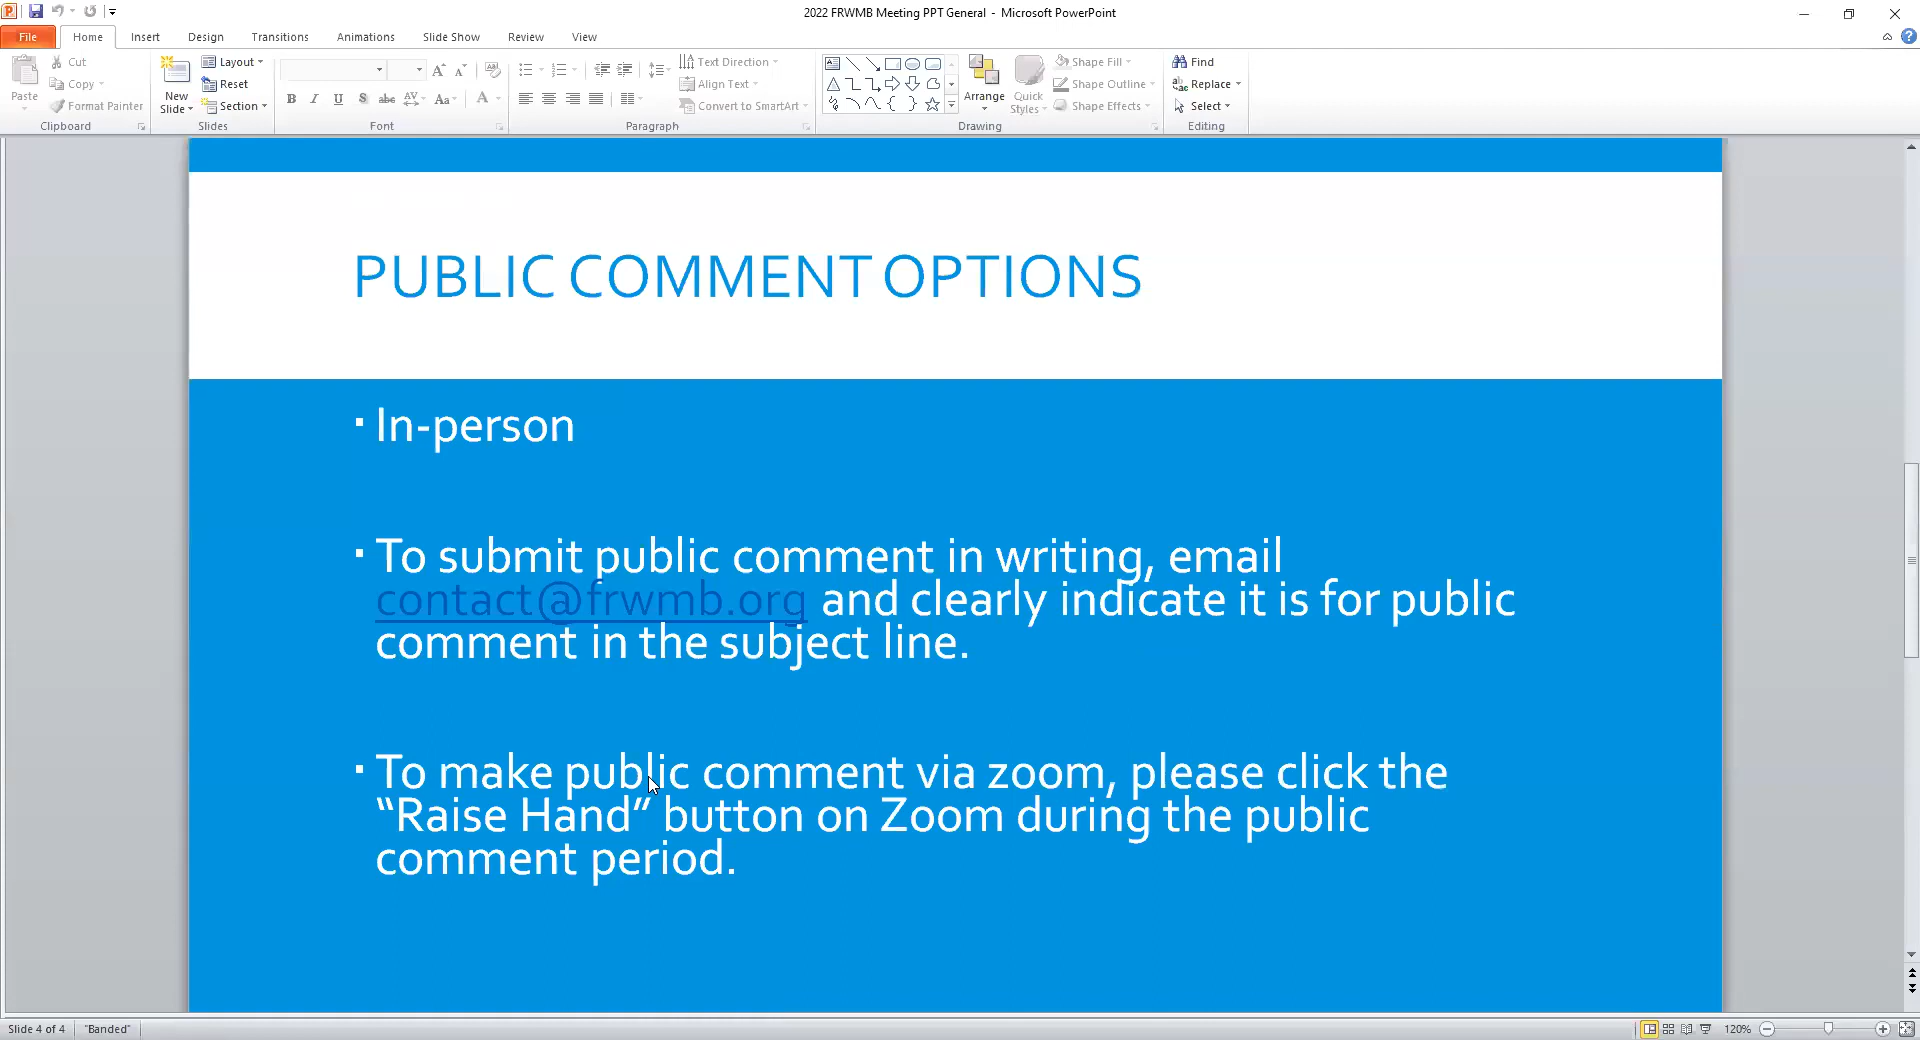 2022 FRWMB Meeting PPT General - Microsoft PowerPoint
File Home Insert Design Transitions Animations Slide Show Review View
Paste Cut Copy Format Painter
Clipboard
New Slide Layout Reset Section
Slides
Font
Text Direction Align Text Convert to SmartArt
Paragraph
Arrange Quick Styles Shape Fill Shape Outline Shape Effects
Drawing
Find Replace Select
Editing
PUBLIC COMMENT OPTIONS
▪ In-person
▪ To submit public comment in writing, email
contact@frwmb.org and clearly indicate it is for public
comment in the subject line.
▪ To make public comment via zoom, please click the
“Raise Hand” button on Zoom during the public
comment period.
Slide 4 of 4 "Banded" 120%